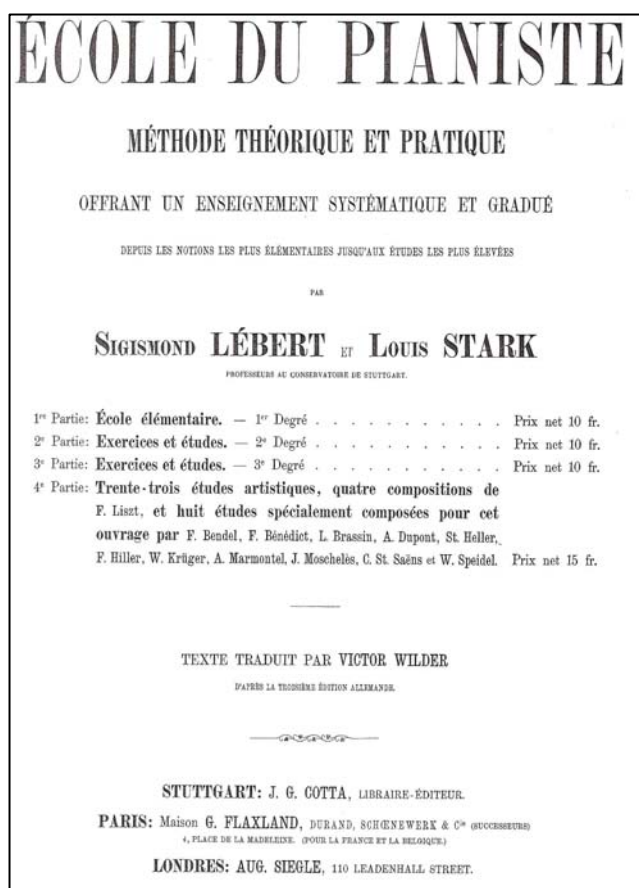 ÉCOLE DU PIANISTE
MÉTHODE THÉORIQUE ET PRATIQUE
OFFRANT UN ENSEIGNEMENT SYSTÉMATIQUE ET GRADUÉ
DEPUIS LES NOTIONS LES PLUS ÉLÉMENTAIRES JUSQU'AUX ÉTUDES LES PLUS ÉLEVÉES
PAR
SIGISMOND LÉBERT ET LOUIS STARK
PROFESSEURS AU CONSERVATOIRE DE STUTTGART.
1re Partie: École élémentaire. — 1er Degré . . . . . . . . . . . Prix net 10 fr.
2e Partie: Exercices et études. — 2e Degré . . . . . . . . . . . Prix net 10 fr.
3e Partie: Exercices et études. — 3e Degré . . . . . . . . . . . Prix net 10 fr.
4e Partie: Trente-trois études artistiques, quatre compositions de
F. Liszt, et huit études spécialement composées pour cet
ouvrage par F. Bendel, F. Bénédict, L. Brassin, A. Dupont, St. Heller,
F. Hiller, W. Krüger, A. Marmontel, J. Moschelès, C. St. Saëns et W. Speidel. Prix net 15 fr.
TEXTE TRADUIT PAR VICTOR WILDER
D'APRÈS LA TROISIÈME ÉDITION ALLEMANDE.
STUTTGART: J. G. COTTA, LIBRAIRE-ÉDITEUR.
PARIS: Maison G. FLAXLAND, DURAND, SCHŒNEWERK & Cie (SUCCESSEURS)
4, PLACE DE LA MADELEINE. (POUR LA FRANCE ET LA BELGIQUE.)
LONDRES: AUG. SIEGLE, 110 LEADENHALL STREET.